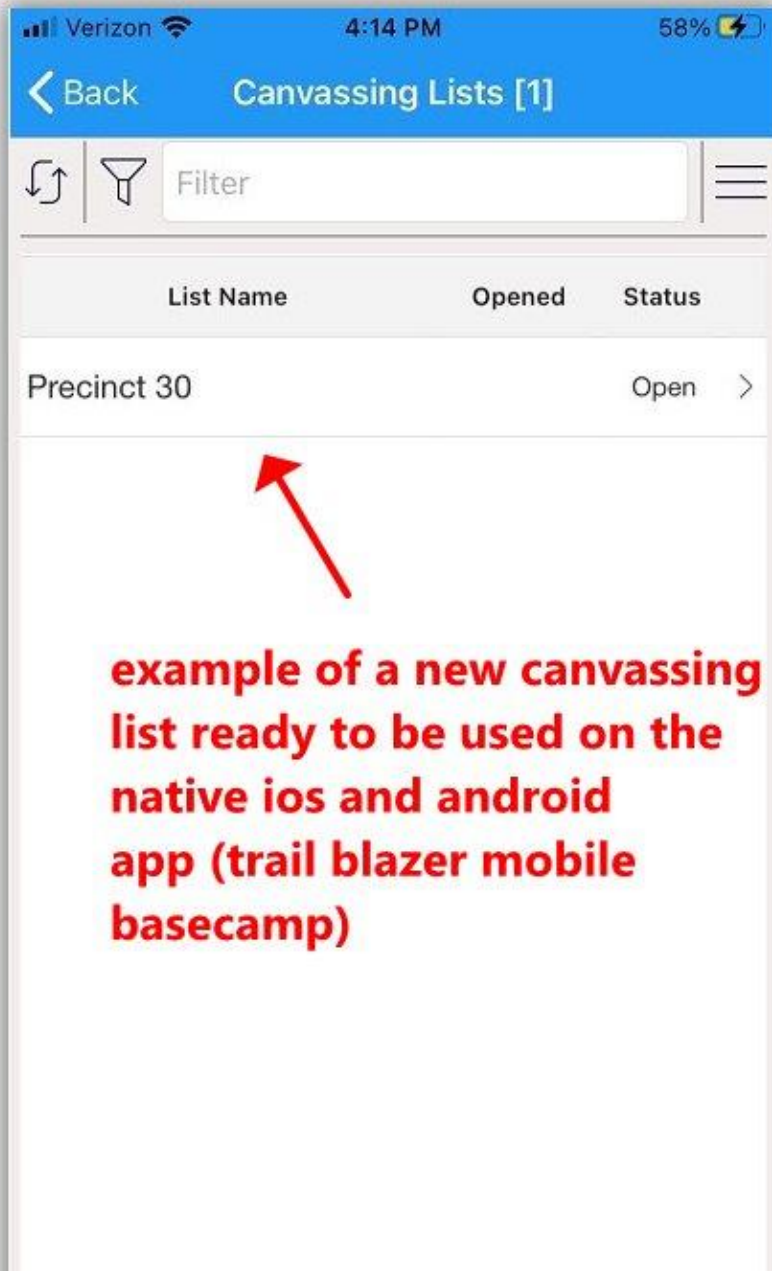 Verizon 4:14 PM 58%
Back Canvassing Lists [1]
Filter
List Name Opened Status
Precinct 30 Open
example of a new canvassing
list ready to be used on the
native ios and android
app (trail blazer mobile
basecamp)